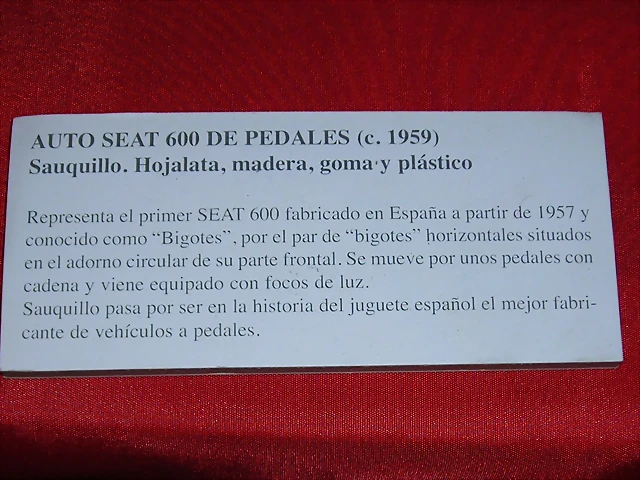 AUTO SEAT 600 DE PEDALES (c. 1959)
Sauquillo. Hojalata, madera, goma y plástico
Representa el primer SEAT 600 fabricado en España a partir de 1957 y
conocido como “Bigotes”, por el par de “bigotes” horizontales situados
en el adorno circular de su parte frontal. Se mueve por unos pedales con
cadena y viene equipado con focos de luz.
Sauquillo pasa por ser en la historia del juguete español el mejor fabri-
cante de vehículos a pedales.